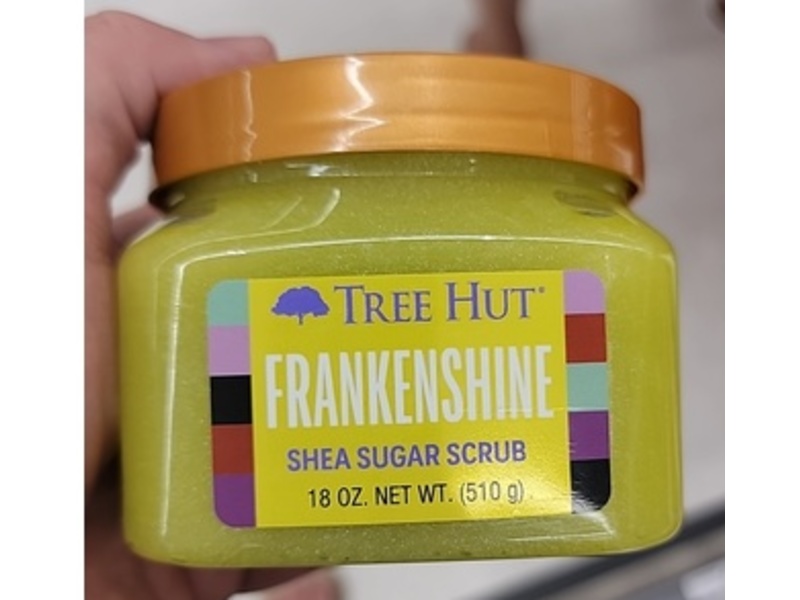 TREE HUT®
FRANKENSHINE
SHEA SUGAR SCRUB
18 OZ. NET WT. (510 g)